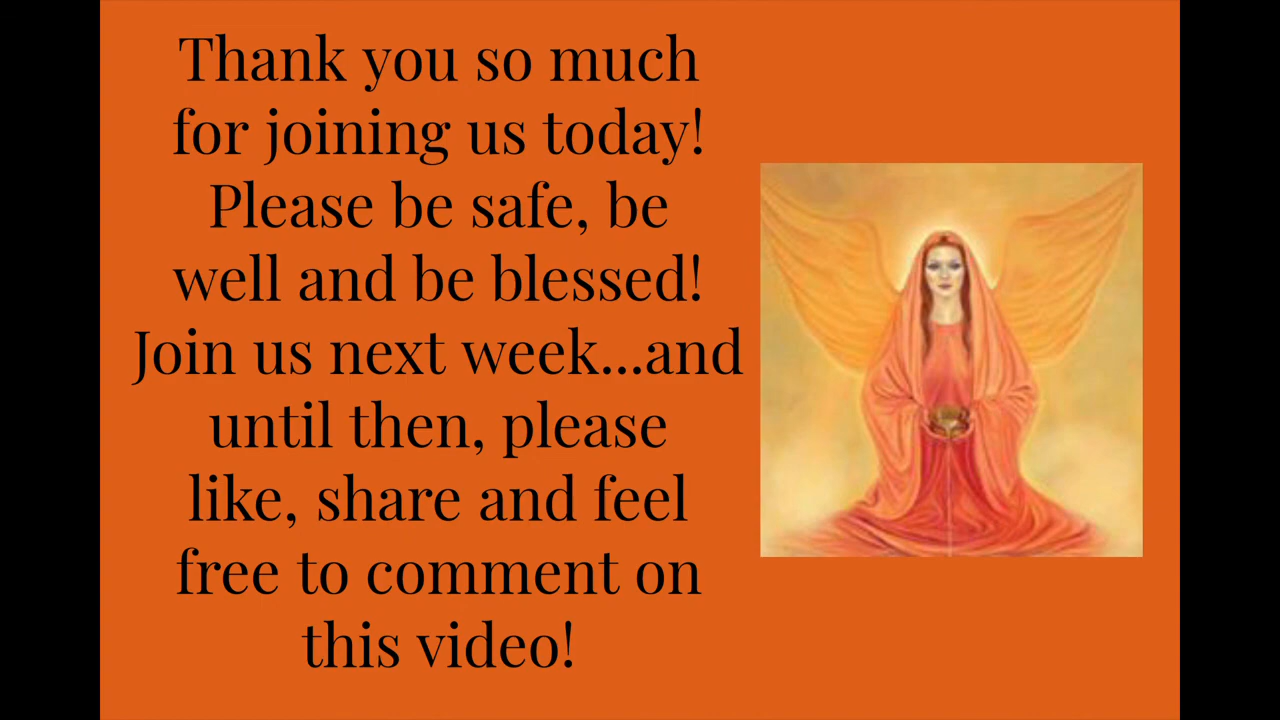 Thank you so much
for joining us today!
Please be safe, be
well and be blessed!
Join us next week...and
until then, please
like, share and feel
free to comment on
this video!